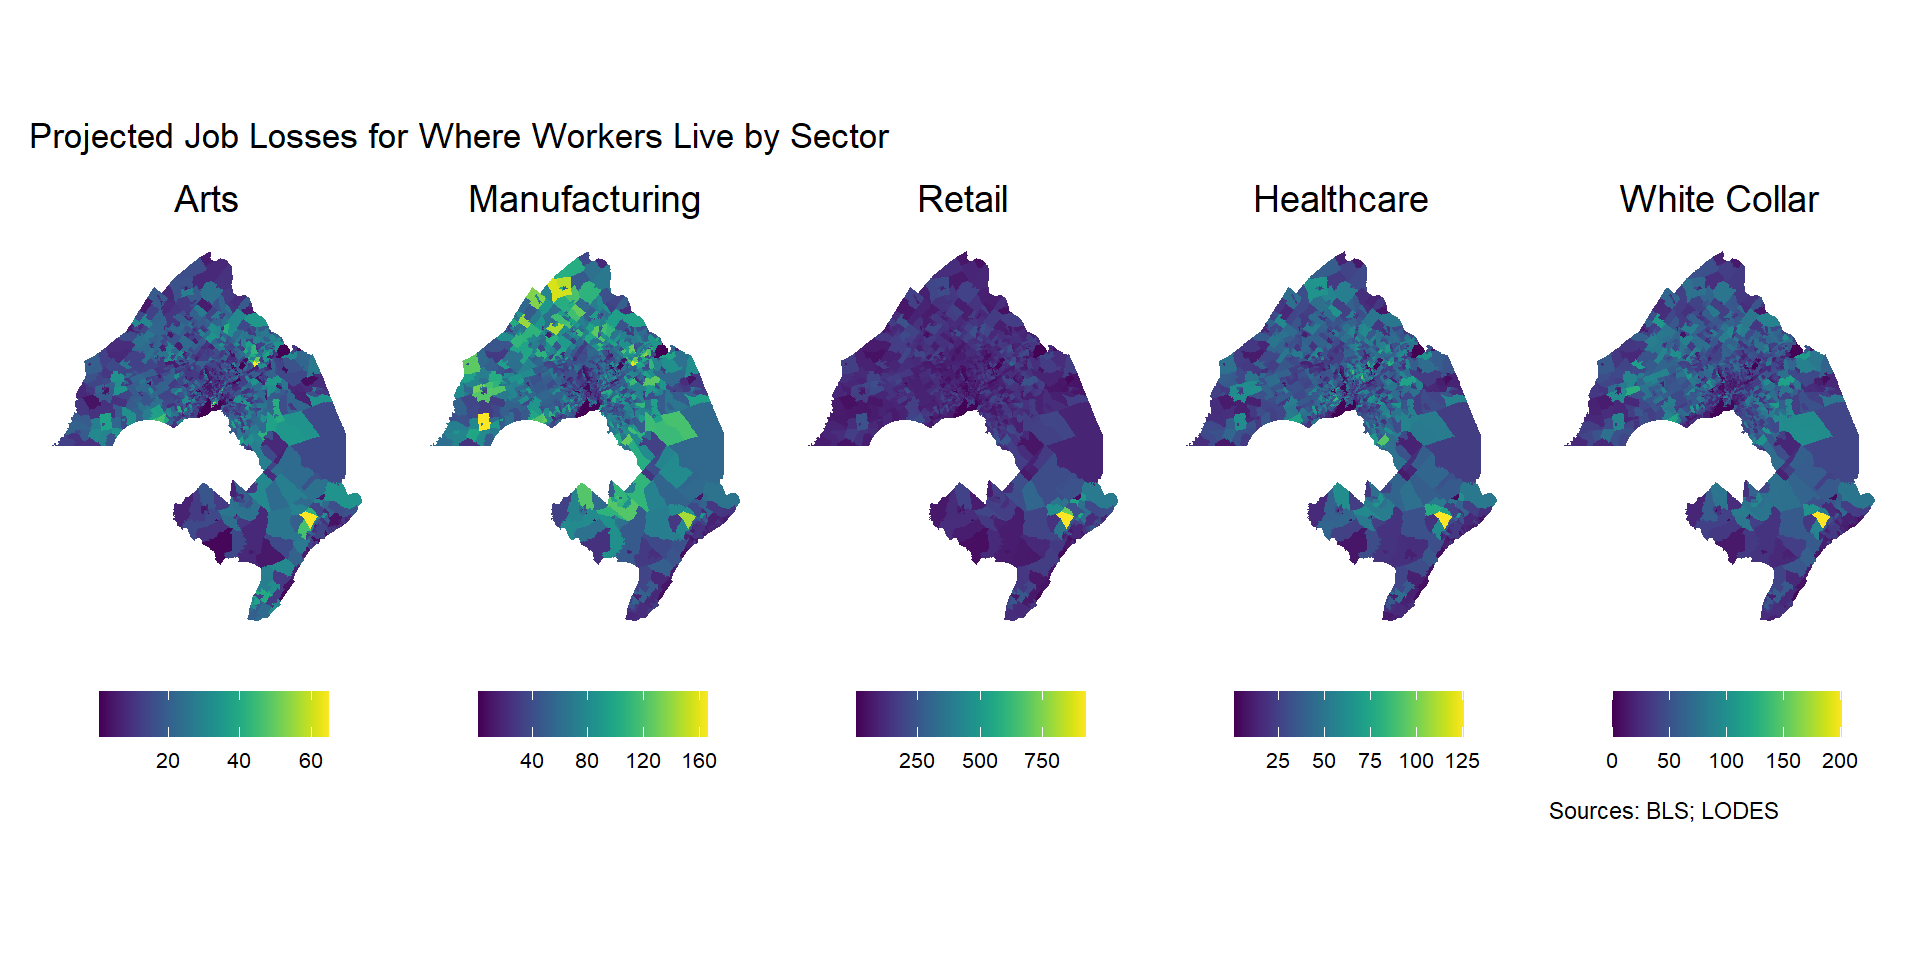 Projected Job Losses for Where Workers Live by Sector
Arts
Manufacturing
Retail
Healthcare
White Collar
20 40 60
40 80 120 160
250 500 750
25 50 75 100 125
0 50 100 150 200
Sources: BLS; LODES